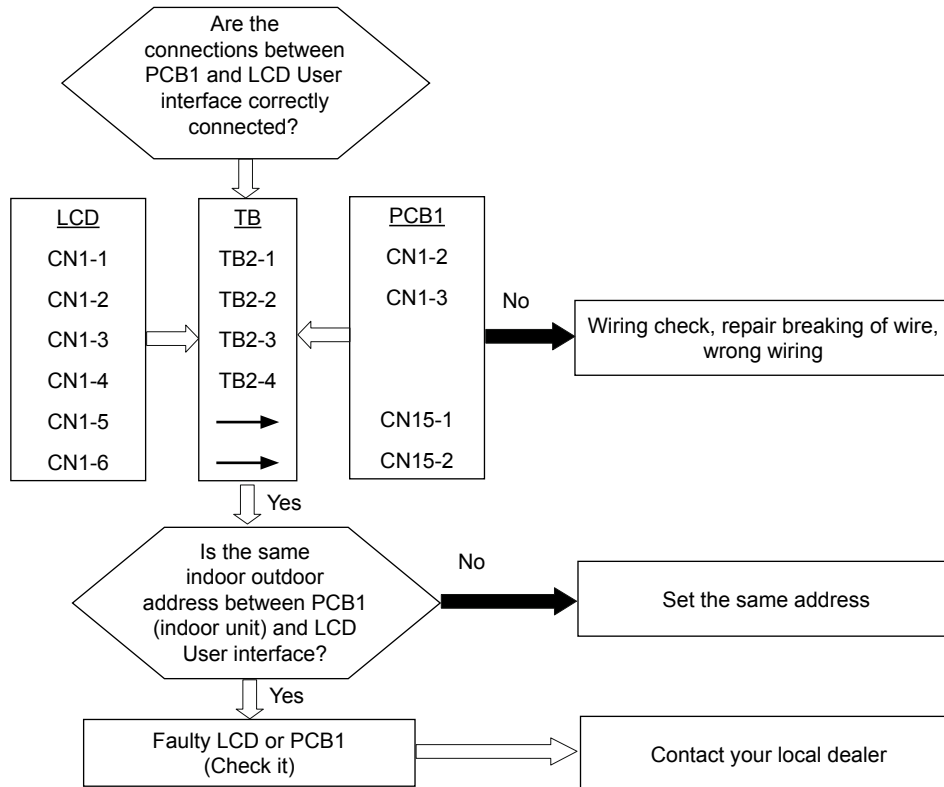 Are the
connections between
PCB1 and LCD User
interface correctly
connected?
LCD
CN1-1
CN1-2
CN1-3
CN1-4
CN1-5
CN1-6
TB
TB2-1
TB2-2
TB2-3
TB2-4
PCB1
CN1-2
CN1-3
CN15-1
CN15-2
No
Wiring check, repair breaking of wire,
wrong wiring
Yes
Is the same
indoor outdoor
address between PCB1
(indoor unit) and LCD
User interface?
No
Set the same address
Yes
Faulty LCD or PCB1
(Check it)
Contact your local dealer